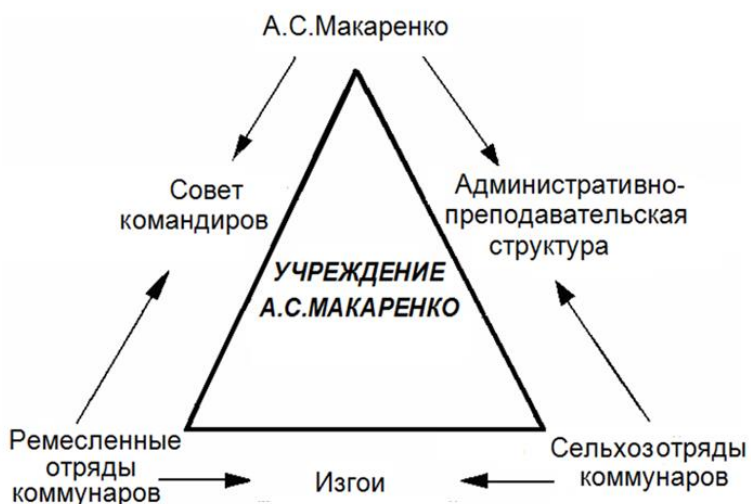 А.С.Макаренко
Совет
командиров
Административно-
преподавательская
структура
УЧРЕЖДЕНИЕ
А.С.МАКАРЕНКО
Ремесленные
отряды
коммунаров
Изгои
Сельхозотряды
коммунаров